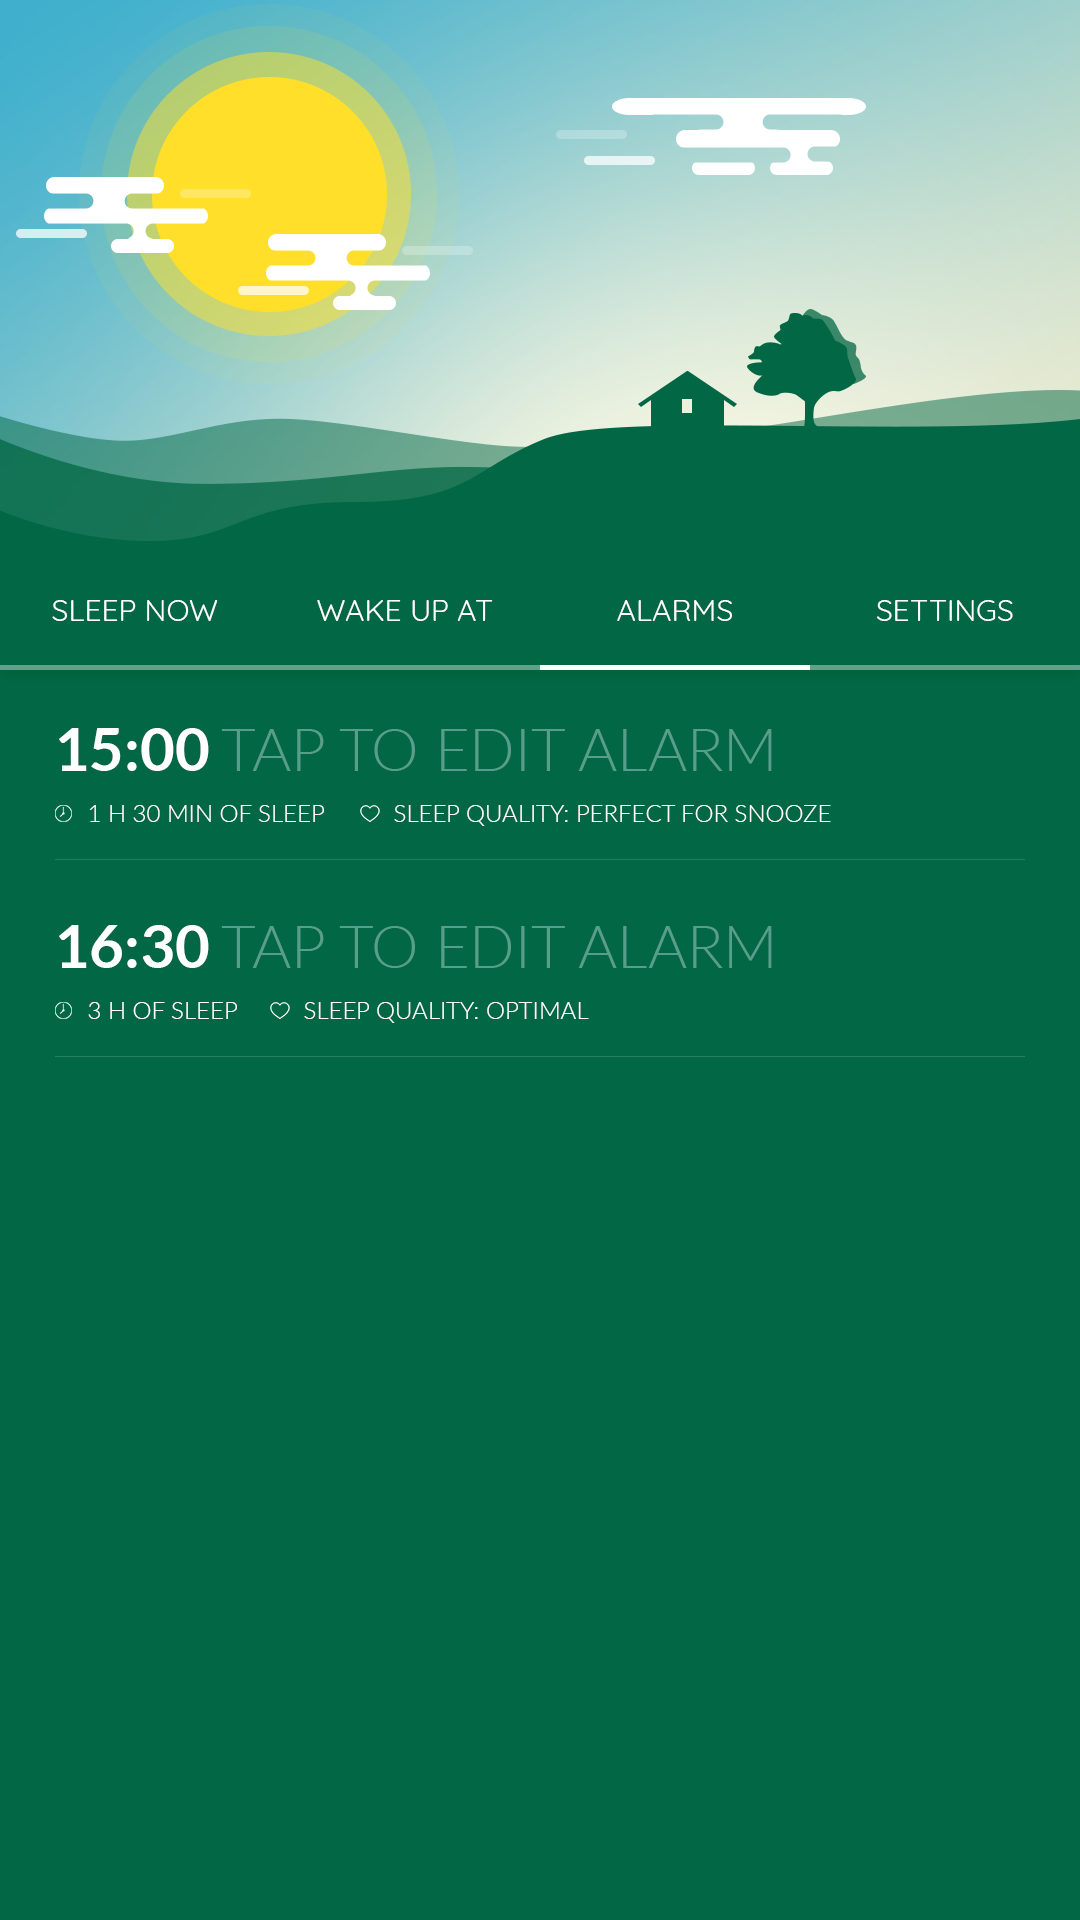 SLEEP NOW WAKE UP AT ALARMS SETTINGS
15:00 TAP TO EDIT ALARM
1 H 30 MIN OF SLEEP SLEEP QUALITY: PERFECT FOR SNOOZE
16:30 TAP TO EDIT ALARM
3 H OF SLEEP SLEEP QUALITY: OPTIMAL